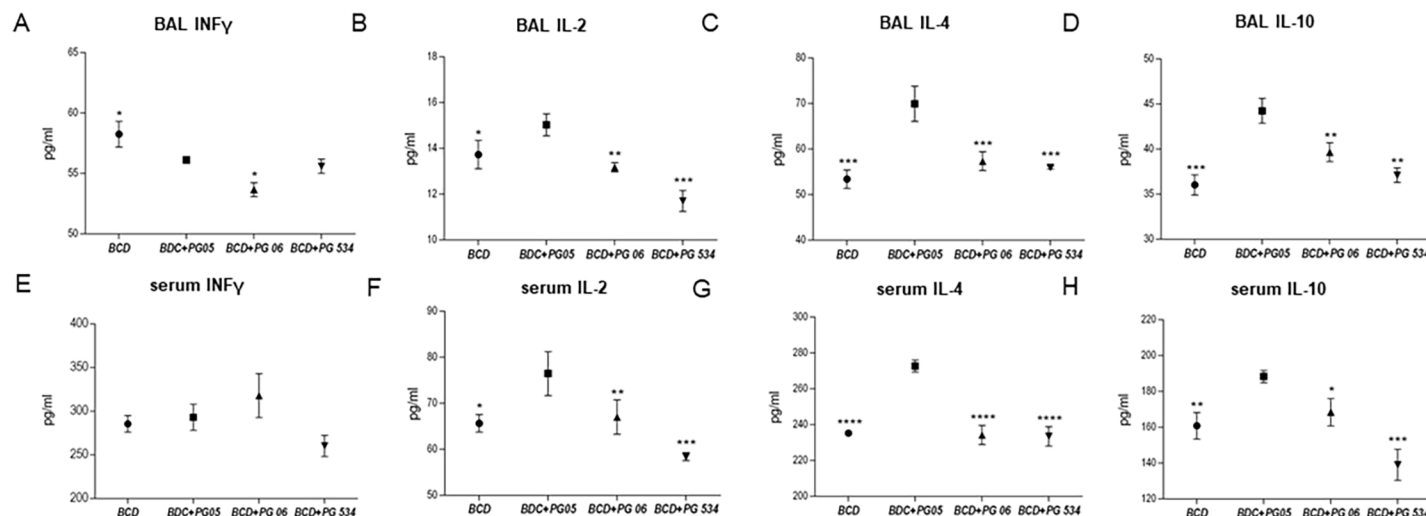 A BAL INFγ
65
60
55
50
pg/ml
*
*
BCD BDC+PG05 BCD+PG 06 BCD+PG 534
B BAL IL-2
18
16
14
12
10
pg/ml
*
**
***
BCD BDC+PG05 BCD+PG 06 BCD+PG 534
C BAL IL-4
80
70
60
50
40
pg/ml
***
***
***
BCD BDC+PG05 BCD+PG 06 BCD+PG 534
D BAL IL-10
50
45
40
35
30
pg/ml
***
**
**
BCD BDC+PG05 BCD+PG 06 BCD+PG 534
E serum INFγ
400
350
300
250
200
pg/ml
BCD BDC+PG05 BCD+PG 06 BCD+PG 534
F serum IL-2
90
80
70
60
50
pg/ml
*
**
***
BCD BDC+PG05 BCD+PG 06 BCD+PG 534
G serum IL-4
300
280
260
240
220
200
pg/ml
****
****
****
BCD BDC+PG05 BCD+PG 06 BCD+PG 534
H serum IL-10
220
200
180
160
140
120
pg/ml
**
*
***
BCD BDC+PG05 BCD+PG 06 BCD+PG 534